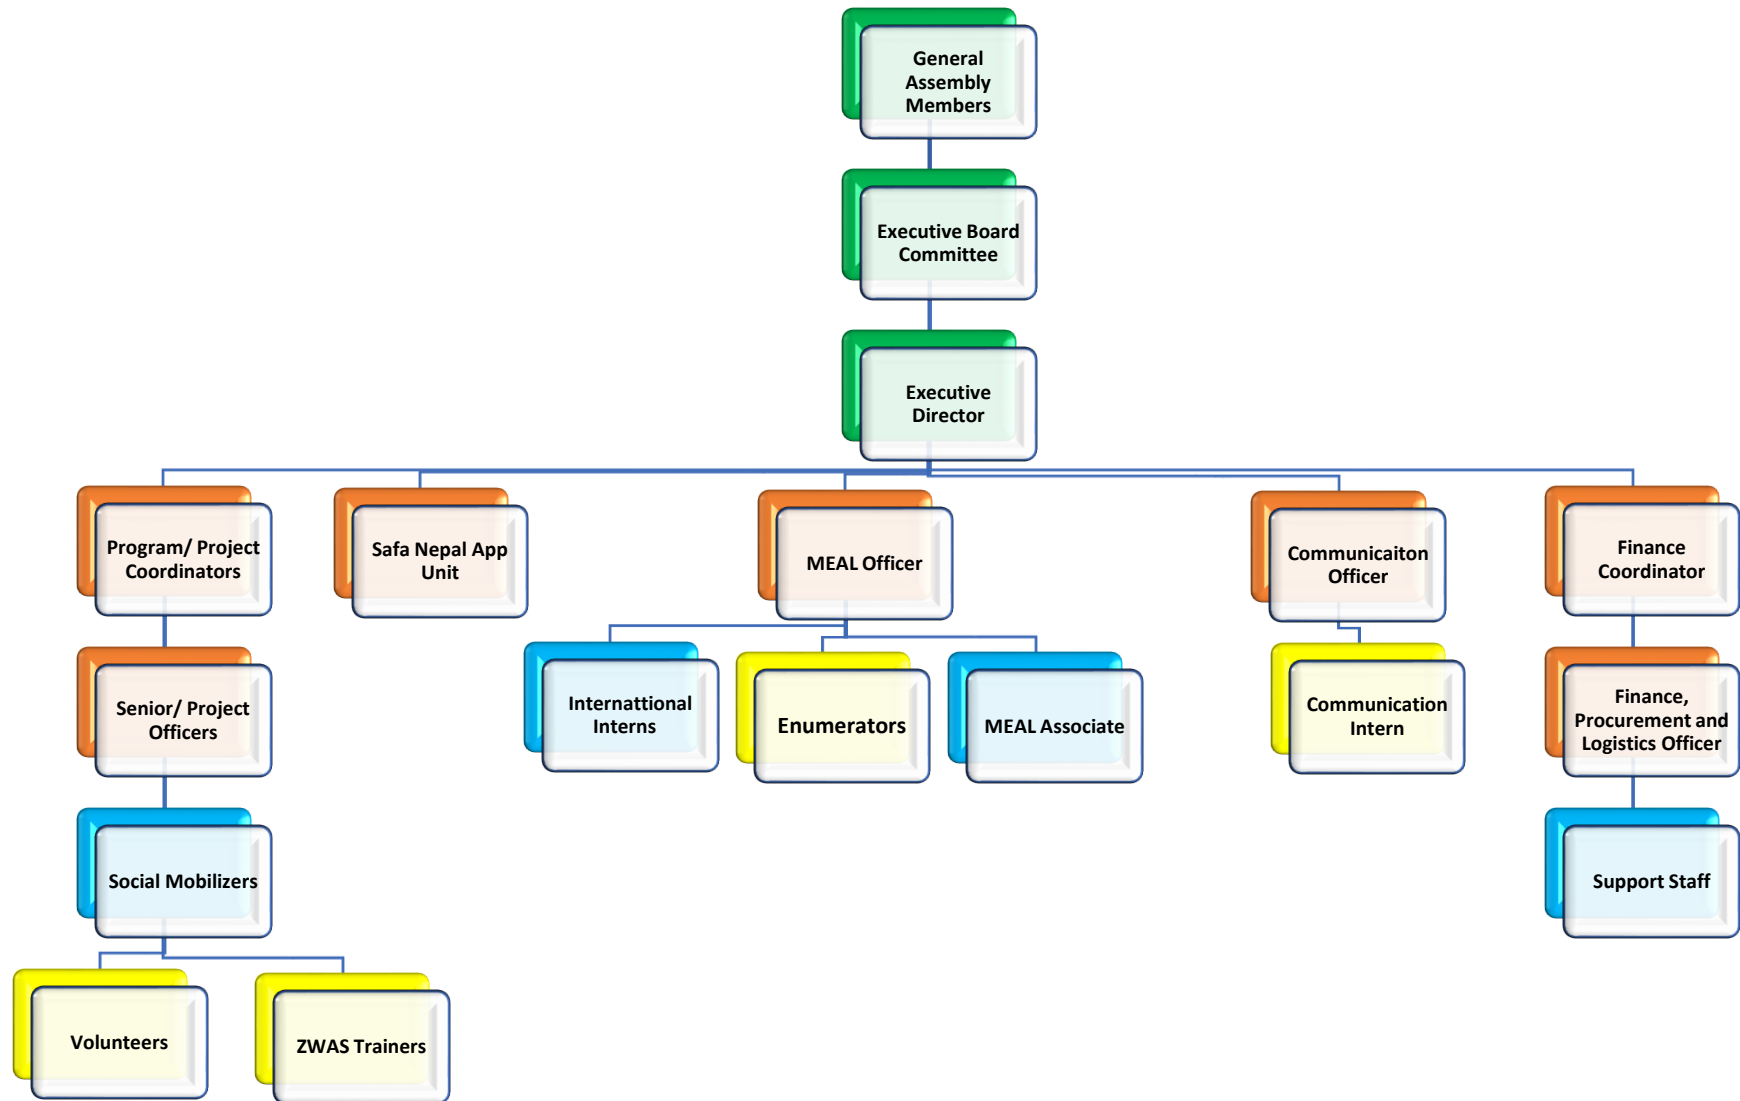 General
Assembly
Members
Executive Board
Committee
Executive
Director
Program/ Project
Coordinators
Safa Nepal App
Unit
MEAL Officer
Communicaiton
Officer
Finance
Coordinator
Senior/ Project
Officers
Internattional
Interns
Enumerators
MEAL Associate
Communication
Intern
Finance,
Procurement and
Logistics Officer
Social Mobilizers
Support Staff
Volunteers
ZWAS Trainers